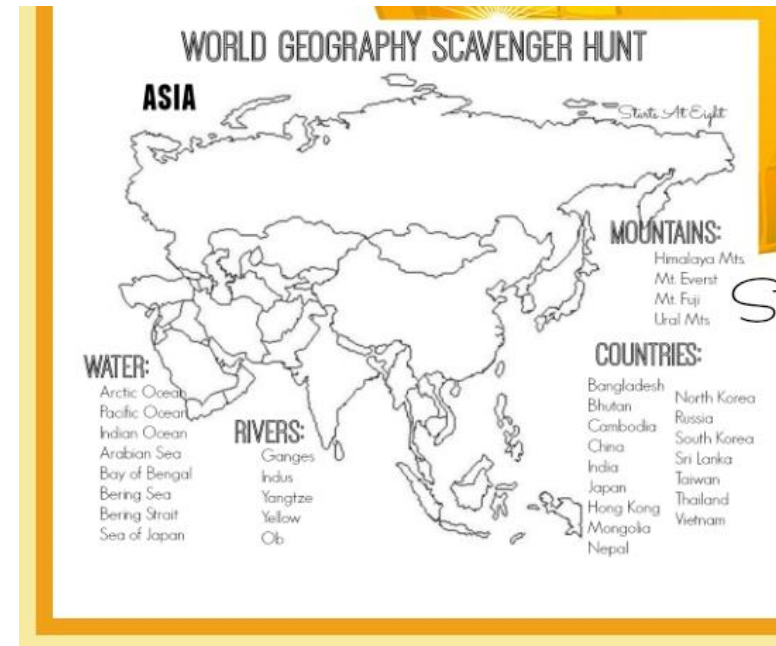 WORLD GEOGRAPHY SCAVENGER HUNT
ASIA
Starts At Eight
MOUNTAINS:
Himalaya Mts.
Mt. Everst
Mt. Fuji
Ural Mts
WATER:
Arctic Ocean
Pacific Ocean
Indian Ocean
Arabian Sea
Bay of Bengal
Bering Sea
Bering Strait
Sea of Japan
RIVERS:
Ganges
Indus
Yangtze
Yellow
Ob
COUNTRIES:
Bangladesh
Bhutan
Cambodia
China
India
Japan
Hong Kong
Mongolia
Nepal
North Korea
Russia
South Korea
Sri Lanka
Taiwan
Thailand
Vietnam
S